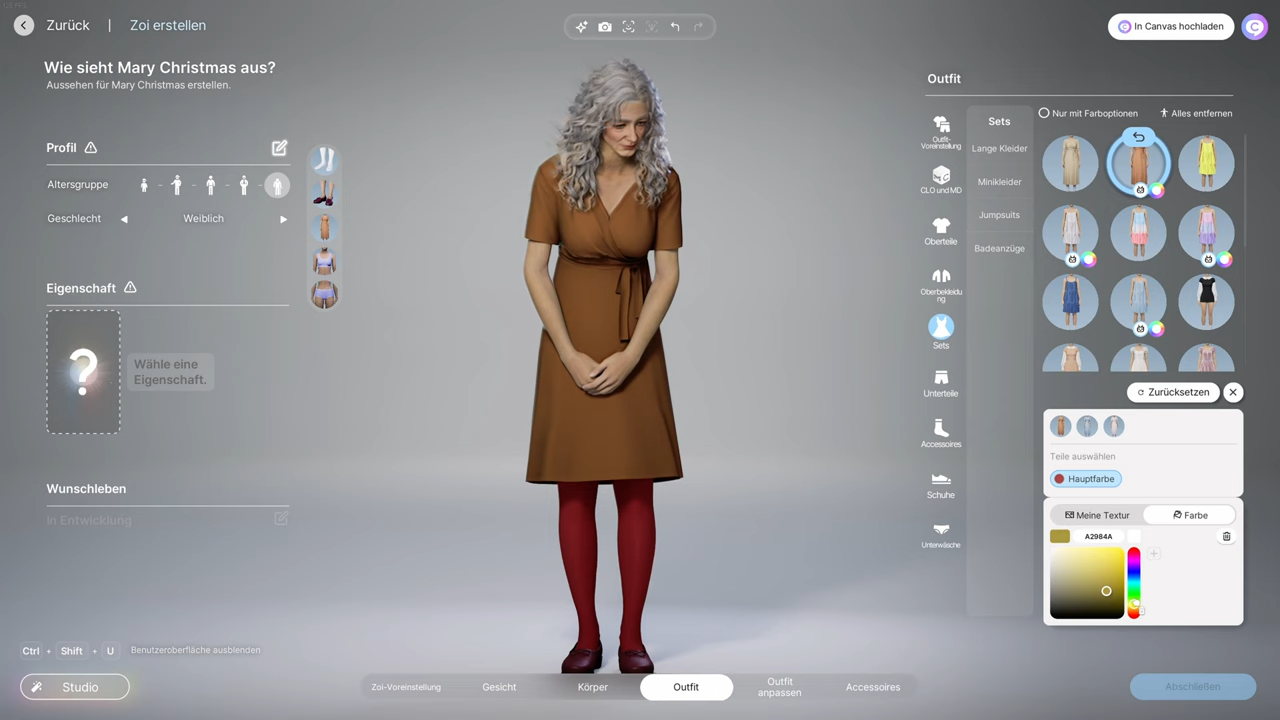 Zurück | Zoi erstellen
In Canvas hochladen
Wie sieht Mary Christmas aus?
Aussehen für Mary Christmas erstellen.
Profil
Altersgruppe
Geschlecht
Weiblich
Eigenschaft
?
Wähle eine
Eigenschaft.
Wunschleben
In Entwicklung
Ctrl + Shift + U Benutzeroberfläche ausblenden
Studio
Zoi-Voreinstellung
Gesicht
Körper
Outfit
Outfit
anpassen
Accessoires
Abschließen
Outfit
Outfit-
Voreinstellung
CLO und MD
Oberteile
Oberbekleidu
ng
Sets
Unterteile
Accessoires
Schuhe
Unterwäsche
Sets
Lange Kleider
Minikleider
Jumpsuits
Badeanzüge
Nur mit Farboptionen
Alles entfernen
Zurücksetzen
Teile auswählen
Hauptfarbe
Meine Textur
Farbe
A2984A